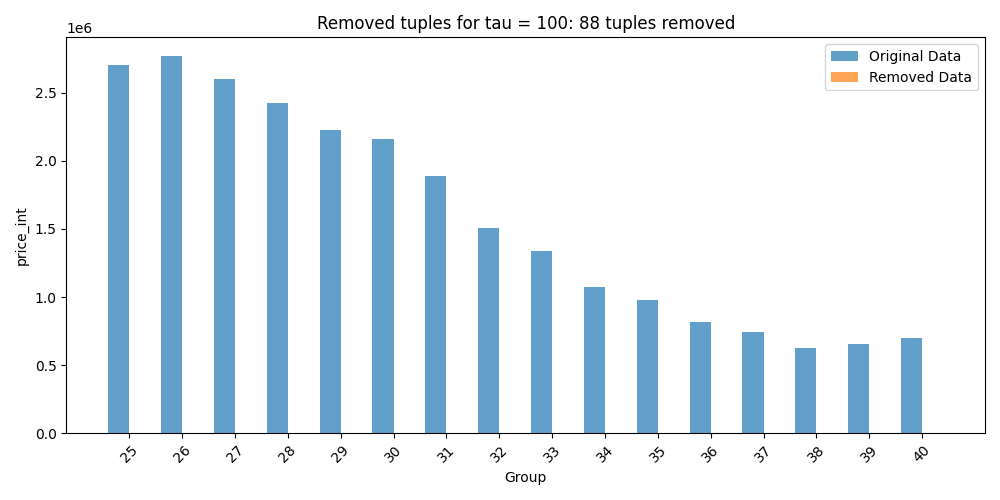 Removed tuples for tau = 100: 88 tuples removed
1e6
Original Data
Removed Data
2.5
2.0
1.5
1.0
0.5
0.0
price_int
25 26 27 28 29 30 31 32 33 34 35 36 37 38 39 40
Group